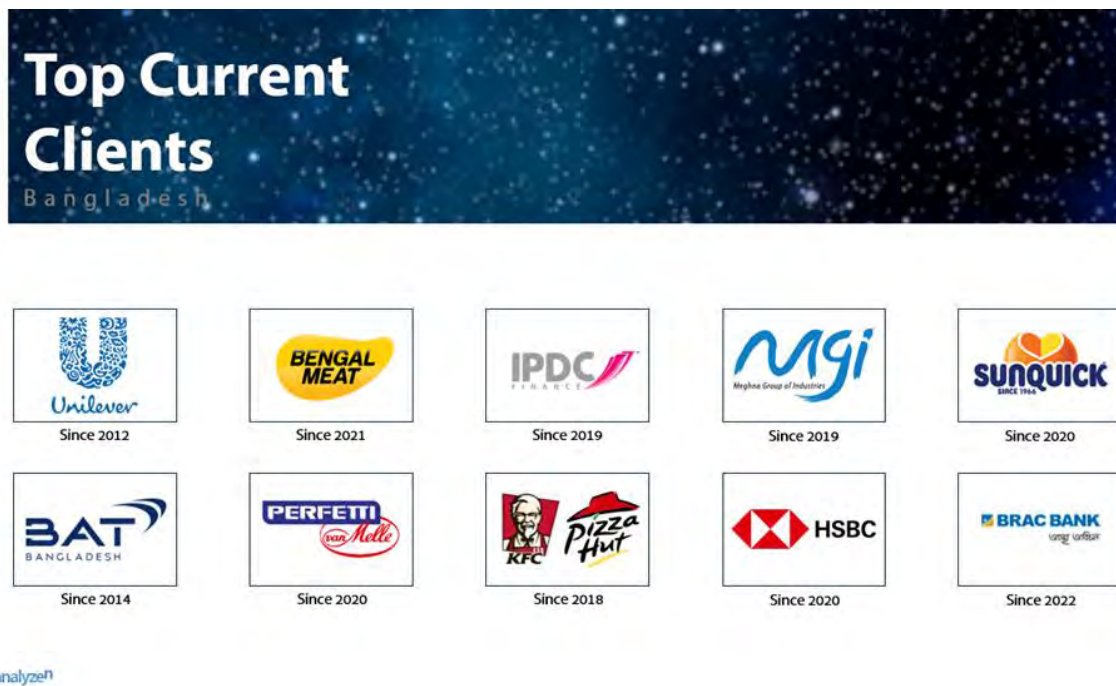 Top Current
Clients
Bangladesh
Unilever
Since 2012
BENGAL
MEAT
Since 2021
IPDC
FINANCE
Since 2019
Mgi
Meghna Group of Industries
Since 2019
SUNQUICK
SINCE 1966
Since 2020
BAT
BANGLADESH
Since 2014
PERFETTI
van Melle
Since 2020
KFC
Pizza
Hut
Since 2018
HSBC
Since 2020
BRAC BANK
Since 2022
nalyzen